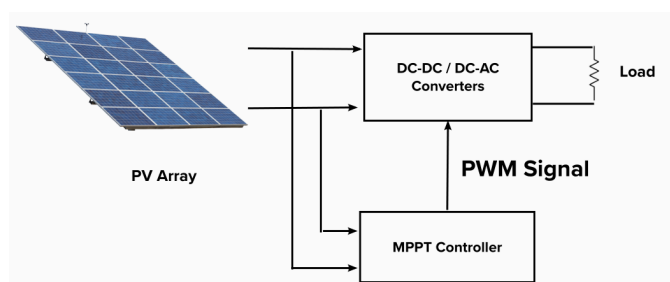 DC-DC / DC-AC
Converters
Load
PV Array
PWM Signal
MPPT Controller